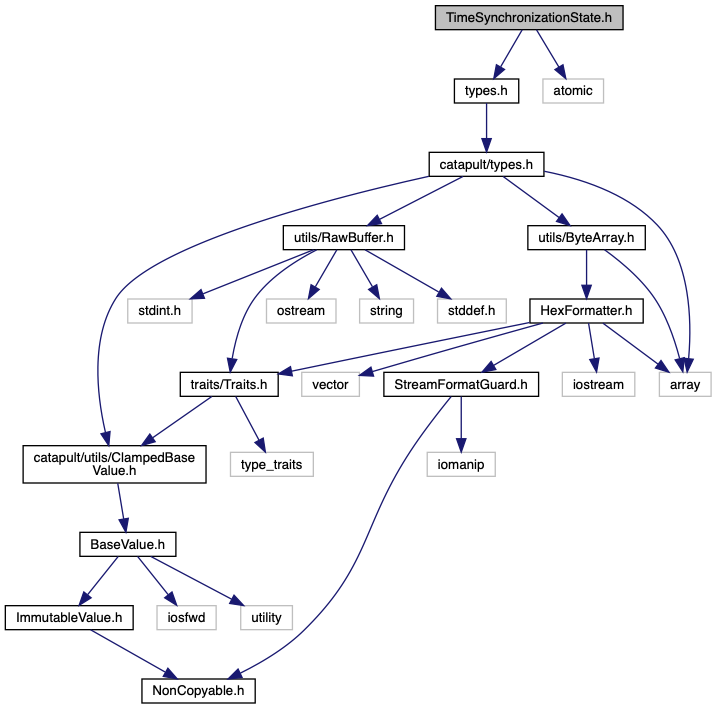 TimeSynchronizationState.h
types.h
atomic
catapult/types.h
utils/RawBuffer.h
utils/ByteArray.h
stdint.h
ostream
string
stddef.h
HexFormatter.h
traits/Traits.h
vector
StreamFormatGuard.h
iostream
array
catapult/utils/ClampedBase
Value.h
type_traits
iomanip
BaseValue.h
ImmutableValue.h
iosfwd
utility
NonCopyable.h